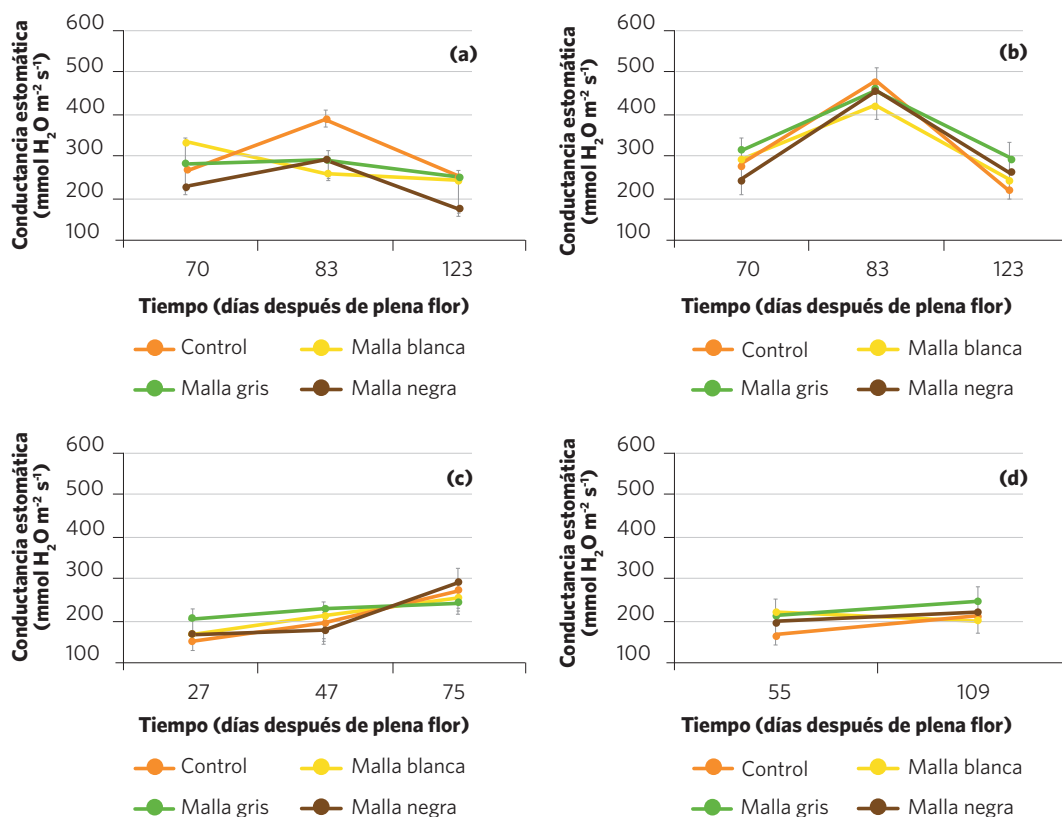 Conductancia estomática
(mmol H₂O m⁻² s⁻¹)
600
500
400
300
200
100
(a)
70 83 123
Tiempo (días después de plena flor)
Control Malla blanca
Malla gris Malla negra
Conductancia estomática
(mmol H₂O m⁻² s⁻¹)
600
500
400
300
200
100
(b)
70 83 123
Tiempo (días después de plena flor)
Control Malla blanca
Malla gris Malla negra
Conductancia estomática
(mmol H₂O m⁻² s⁻¹)
600
500
400
300
200
100
(c)
27 47 75
Tiempo (días después de plena flor)
Control Malla blanca
Malla gris Malla negra
Conductancia estomática
(mmol H₂O m⁻² s⁻¹)
600
500
400
300
200
100
(d)
55 109
Tiempo (días después de plena flor)
Control Malla blanca
Malla gris Malla negra